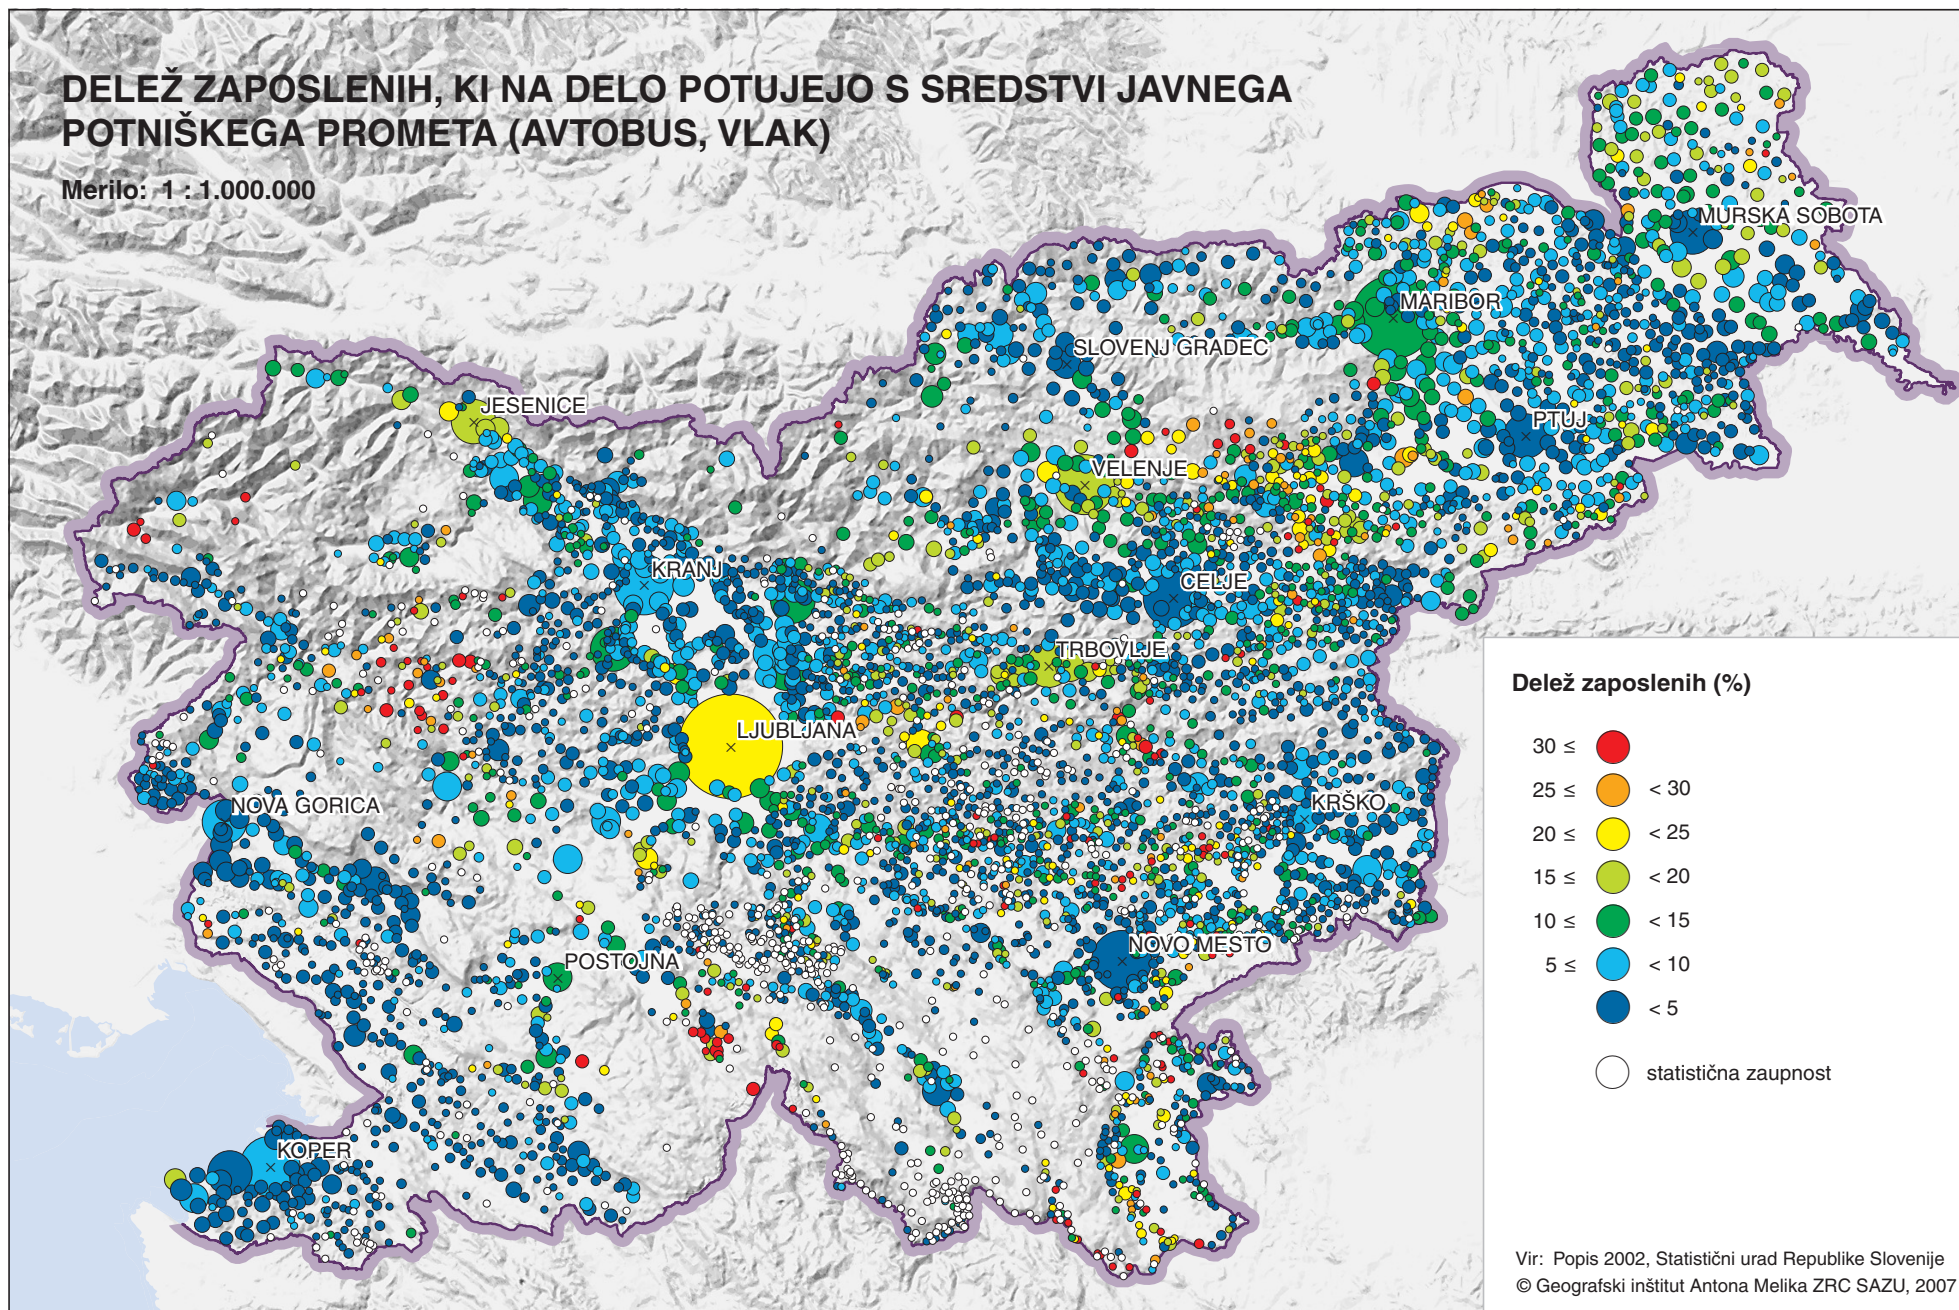 DELEŽ ZAPOSLENIH, KI NA DELO POTUJEJO S SREDSTVI JAVNEGA
POTNIŠKEGA PROMETA (AVTOBUS, VLAK)
Merilo: 1 : 1.000.000
MURSKA SOBOTA
MARIBOR
SLOVENJ GRADEC
JESENICE
PTUJ
VELENJE
KRANJ
CELJE
TRBOVLJE
LJUBLJANA
NOVA GORICA
KRŠKO
NOVO MESTO
POSTOJNA
KOPER
Delež zaposlenih (%)
30 ≤
25 ≤ < 30
20 ≤ < 25
15 ≤ < 20
10 ≤ < 15
5 ≤ < 10
< 5
statistična zaupnost
Vir: Popis 2002, Statistični urad Republike Slovenije
© Geografski inštitut Antona Melika ZRC SAZU, 2007